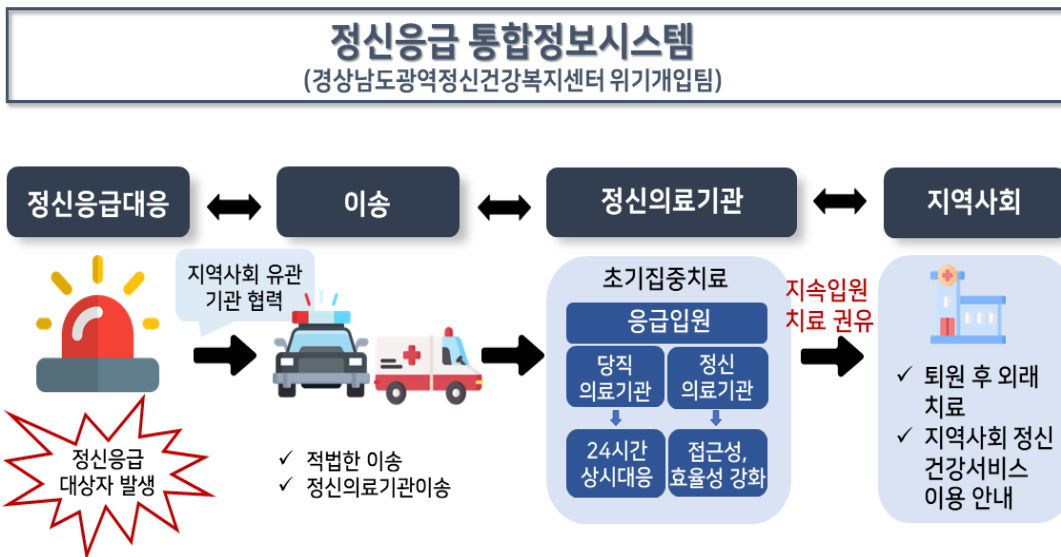 정신응급 통합정보시스템
(경상남도광역정신건강복지센터 위기개입팀)
정신응급대응
이송
정신의료기관
지역사회
지역사회 유관
기관 협력
정신응급
대상자 발생
✓ 적법한 이송
✓ 정신의료기관이송
초기집중치료
응급입원
당직
의료기관
정신
의료기관
24시간
상시대응
접근성,
효율성 강화
지속입원
치료 권유
✓ 퇴원 후 외래
치료
✓ 지역사회 정신
건강서비스
이용 안내